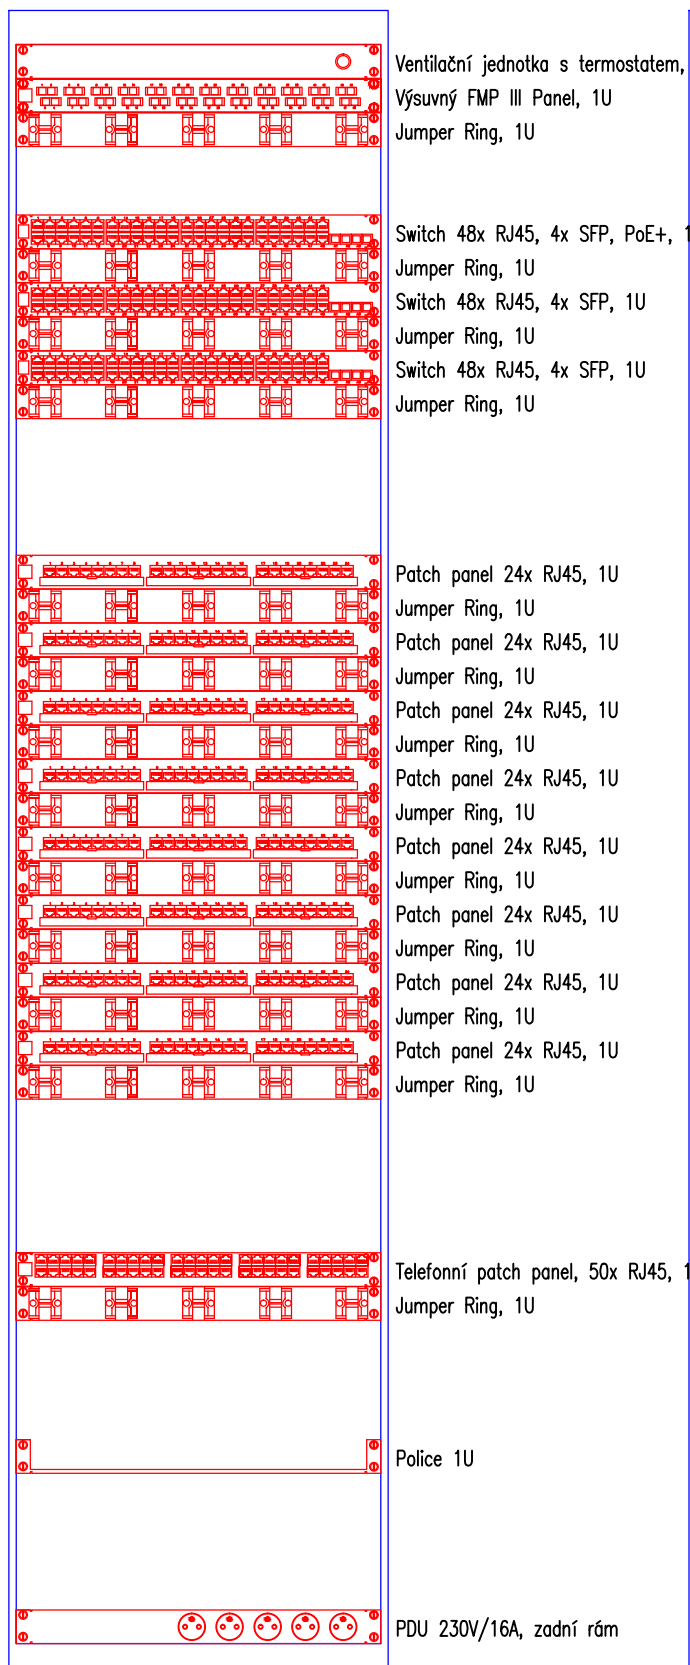 Ventilační jednotka s termostatem,
Výsuvný FMP III Panel, 1U
Jumper Ring, 1U
Switch 48x RJ45, 4x SFP, PoE+, 1
Jumper Ring, 1U
Switch 48x RJ45, 4x SFP, 1U
Jumper Ring, 1U
Switch 48x RJ45, 4x SFP, 1U
Jumper Ring, 1U
Patch panel 24x RJ45, 1U
Jumper Ring, 1U
Patch panel 24x RJ45, 1U
Jumper Ring, 1U
Patch panel 24x RJ45, 1U
Jumper Ring, 1U
Patch panel 24x RJ45, 1U
Jumper Ring, 1U
Patch panel 24x RJ45, 1U
Jumper Ring, 1U
Patch panel 24x RJ45, 1U
Jumper Ring, 1U
Patch panel 24x RJ45, 1U
Jumper Ring, 1U
Patch panel 24x RJ45, 1U
Jumper Ring, 1U
Telefonní patch panel, 50x RJ45, 1
Jumper Ring, 1U
Police 1U
PDU 230V/16A, zadní rám